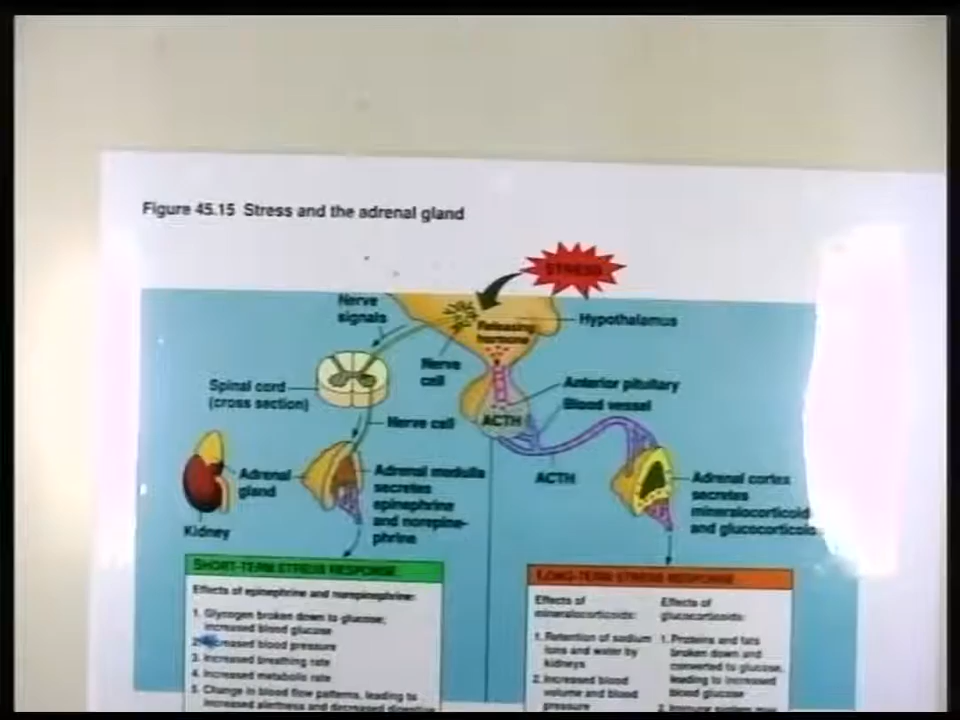 Figure 45.15 Stress and the adrenal gland
STRESS
Nerve
signals
Releasing
hormone
Hypothalamus
Nerve
cell
Spinal cord
(cross section)
Anterior pituitary
Blood vessel
ACTH
Nerve cell
Adrenal
gland
Adrenal medulla
secretes
epinephrine
and norepine-
phrine
ACTH
Adrenal cortex
secretes
mineralocorticoid
and glucocorticoid
Kidney
SHORT-TERM STRESS RESPONSE
Effects of epinephrine and norepinephrine:
1. Glycogen broken down to glucose;
increased blood glucose
2. Increased blood pressure
3. Increased breathing rate
4. Increased metabolic rate
5. Change in blood flow patterns, leading to
increased alertness and decreased digestive
LONG-TERM STRESS RESPONSE
Effects of
mineralocorticoids:
1. Retention of sodium
ions and water by
kidneys
2. Increased blood
volume and blood
pressure
Effects of
glucocorticoids:
1. Proteins and fats
broken down and
converted to glucose,
leading to increased
blood glucose
2. Immune system may